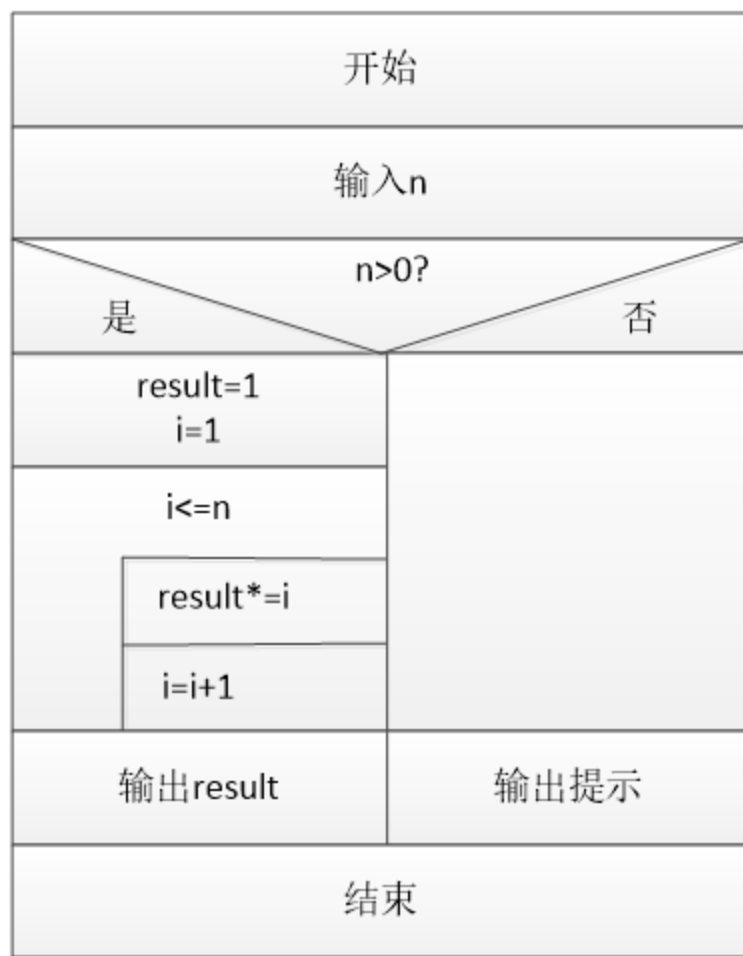 开始
输入n
n>0?
是
否
result=1
i=1
i<=n
result*=i
i=i+1
输出result
输出提示
结束